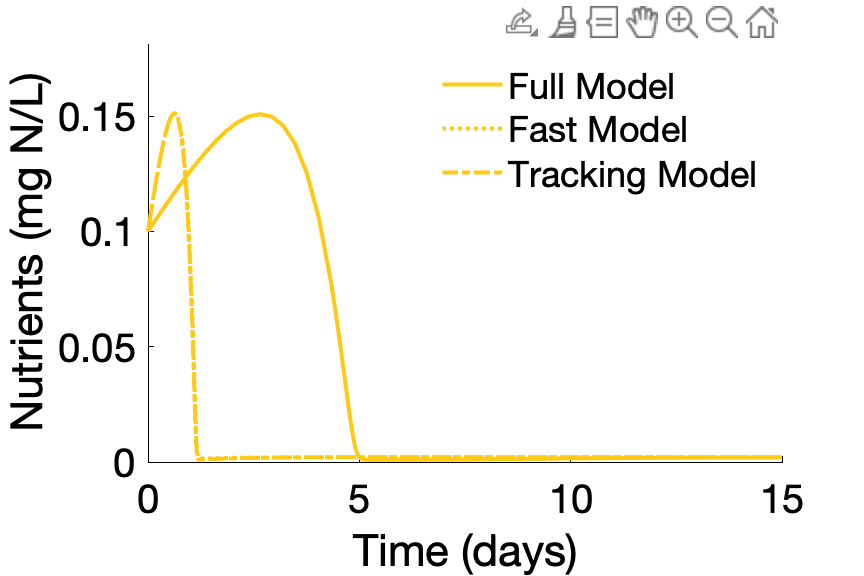 Full Model
Fast Model
Tracking Model
Nutrients (mg N/L)
0.15
0.1
0.05
0
0 5 10 15
Time (days)